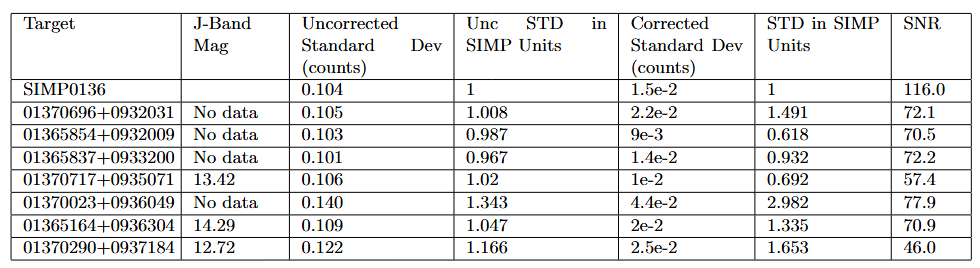 Target J-Band Mag Uncorrected Standard Dev (counts) Unc STD in SIMP Units Corrected Standard Dev (counts) STD in SIMP Units SNR
SIMP0136 0.104 1 1.5e-2 1 116.0
01370696+0932031 No data 0.105 1.008 2.2e-2 1.491 72.1
01365854+0932009 No data 0.103 0.987 9e-3 0.618 70.5
01365837+0933200 No data 0.101 0.967 1.4e-2 0.932 72.2
01370717+0935071 13.42 0.106 1.02 1e-2 0.692 57.4
01370023+0936049 No data 0.140 1.343 4.4e-2 2.982 77.9
01365164+0936304 14.29 0.109 1.047 2e-2 1.335 70.9
01370290+0937184 12.72 0.122 1.166 2.5e-2 1.653 46.0